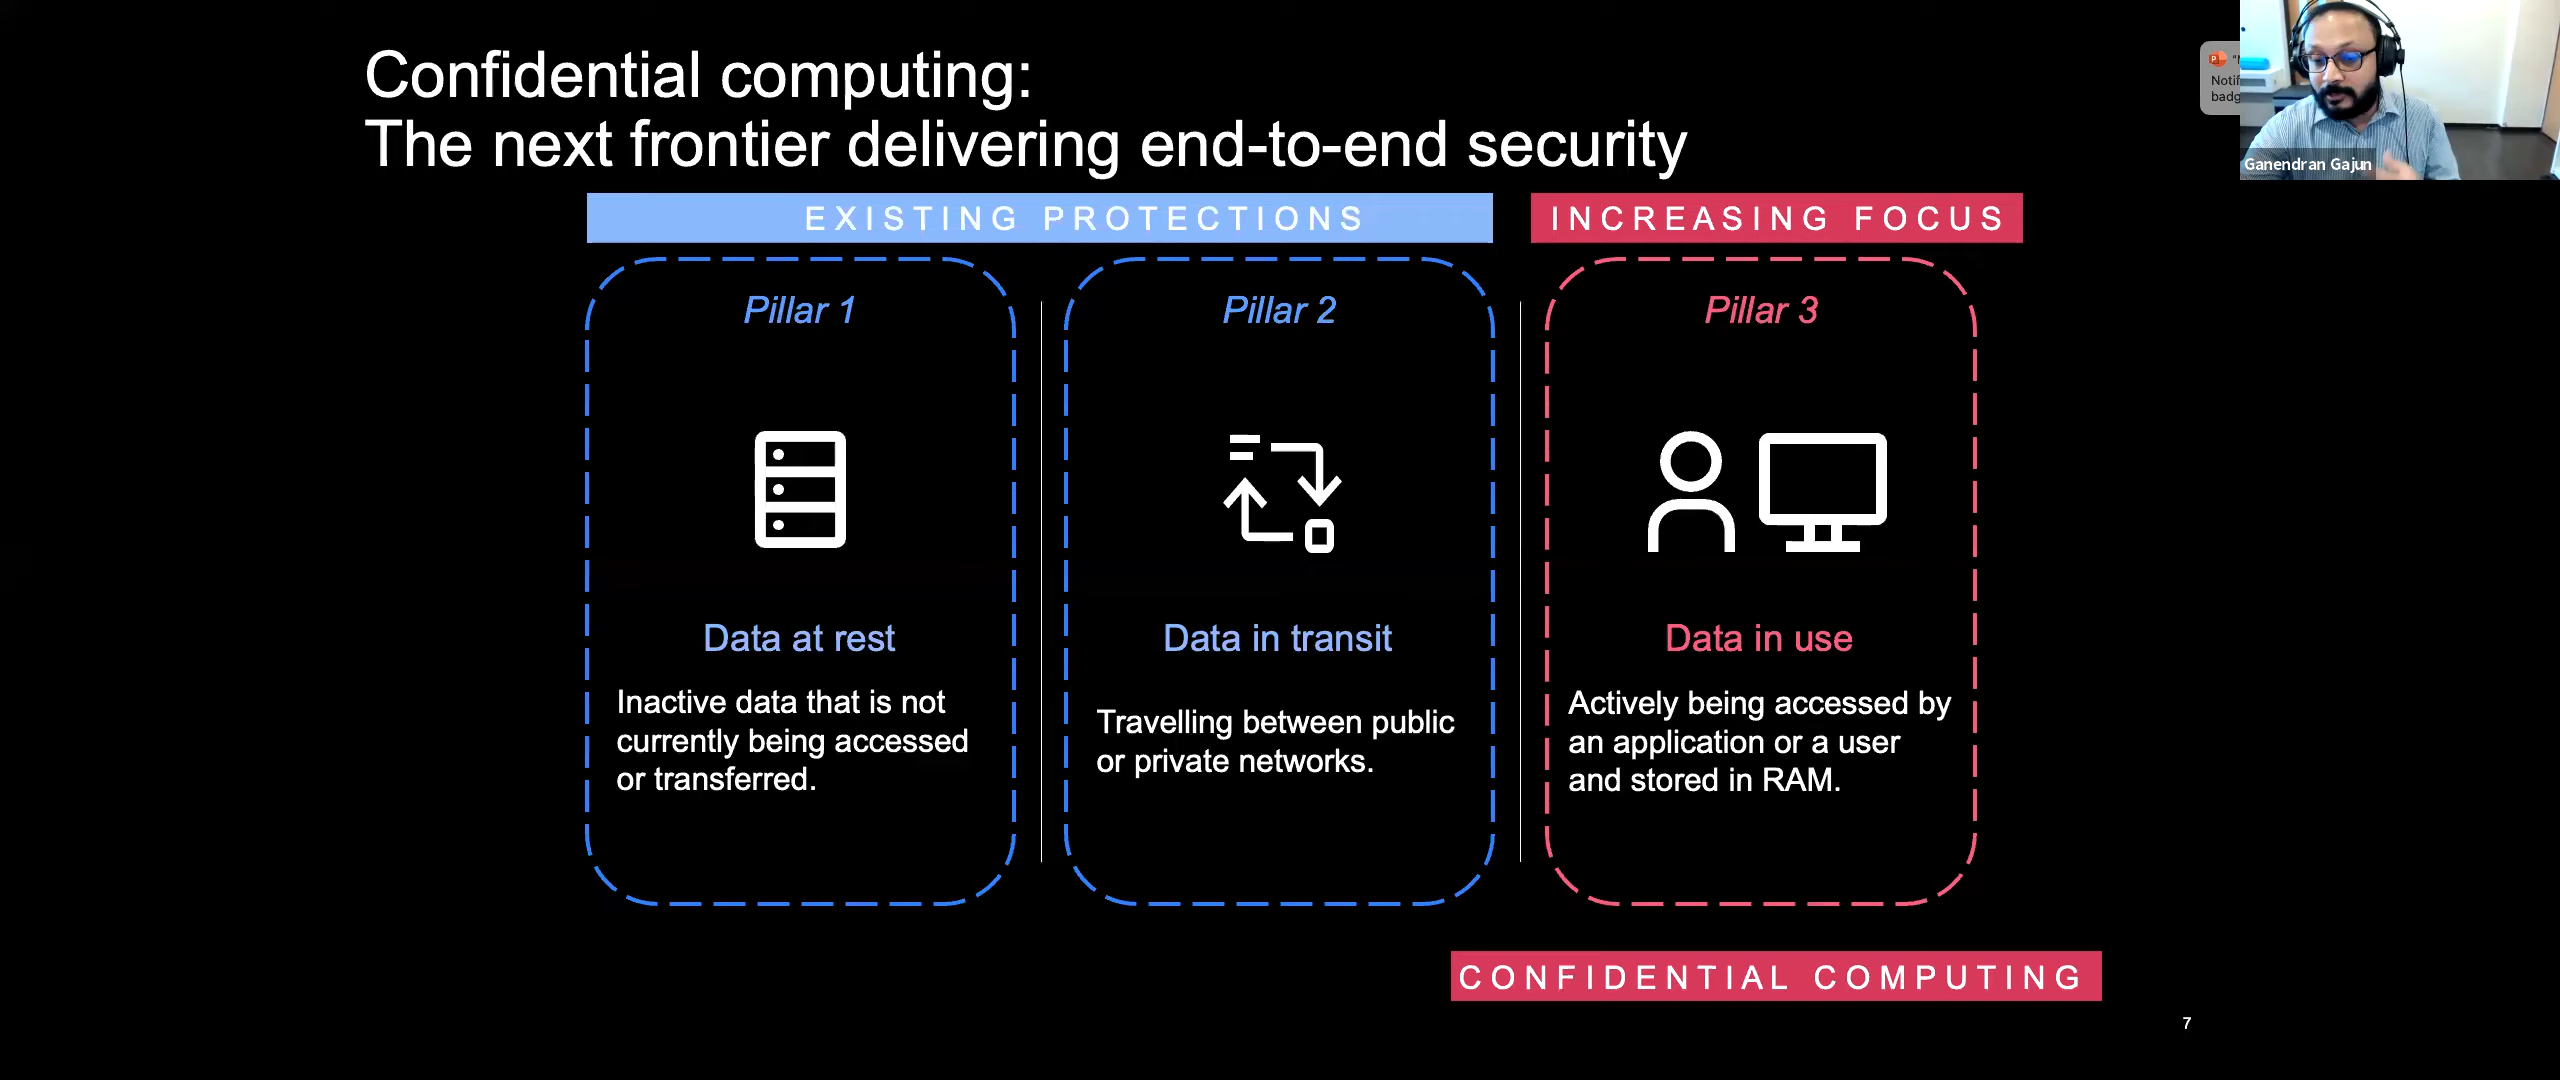 Confidential computing:
The next frontier delivering end-to-end security
EXISTING PROTECTIONS
INCREASING FOCUS
Pillar 1
Data at rest
Inactive data that is not
currently being accessed
or transferred.
Pillar 2
Data in transit
Travelling between public
or private networks.
Pillar 3
Data in use
Actively being accessed by
an application or a user
and stored in RAM.
CONFIDENTIAL COMPUTING
7
Ganendran Gajun